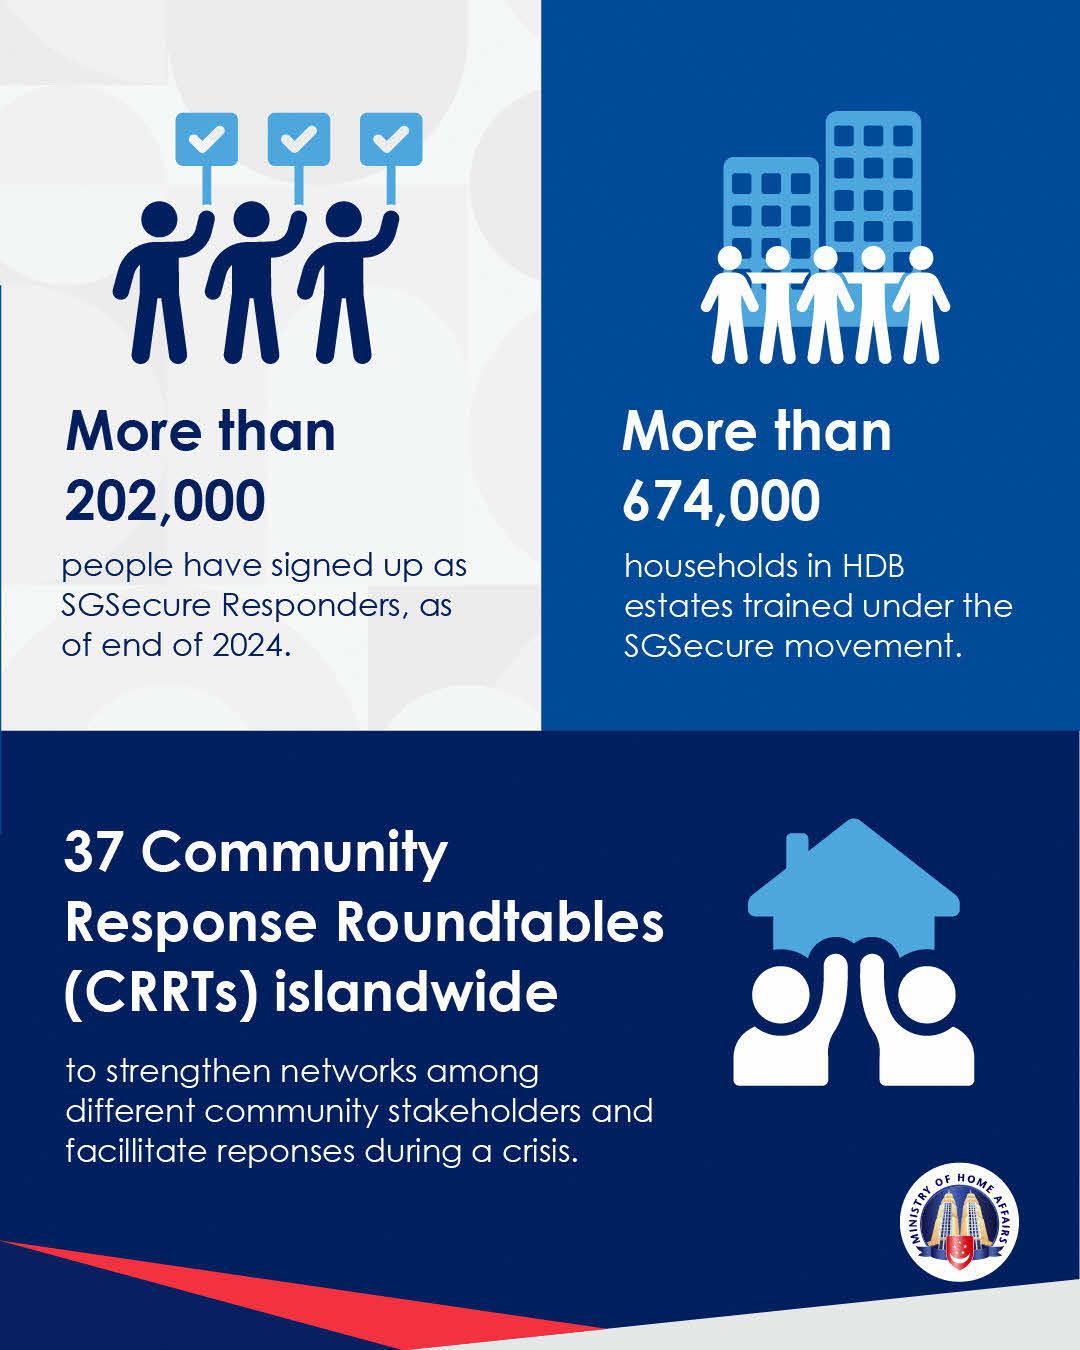 More than
202,000
people have signed up as
SGSecure Responders, as
of end of 2024.
More than
674,000
households in HDB
estates trained under the
SGSecure movement.
37 Community
Response Roundtables
(CRRTs) islandwide
to strengthen networks among
different community stakeholders and
facillitate reponses during a crisis.
MINISTRY OF HOME AFFAIRS